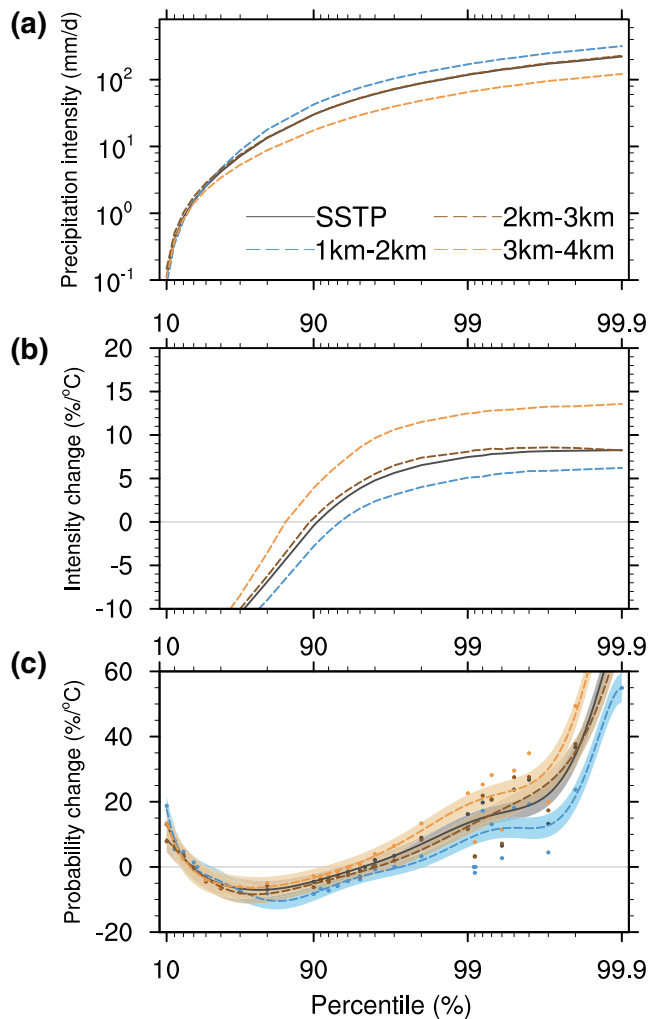 (a)
Precipitation intensity (mm/d)
10^2
10^1
10^0
10^-1
SSTP
2km-3km
1km-2km
3km-4km
10
90
99
99.9
(b)
Intensity change (%/°C)
20
15
10
5
0
-5
-10
10
90
99
99.9
(c)
Probability change (%/°C)
60
40
20
0
-20
10
90
99
99.9
Percentile (%)